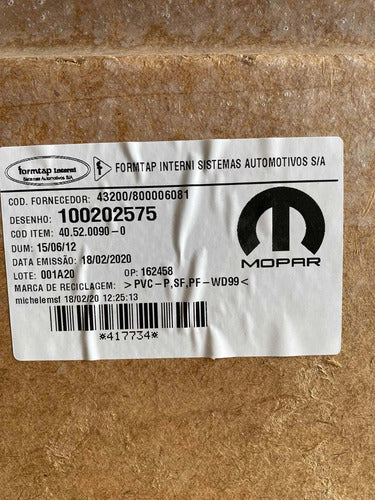 formtap interni
Sistemas Automotivos S/A
FORMTAP INTERNI SISTEMAS AUTOMOTIVOS S/A
COD. FORNECEDOR: 43200/800006081
DESENHO: 100202575
COD ITEM: 40.52.0090-0
DUM: 15/06/12
DATA EMISSÃO: 18/02/2020
LOTE: 001A20 OP: 162458
MARCA DE RECICLAGEM: >PVC-P,SF,PF-WD99<
michelemsf 18/02/20 12:25:13
*417734*
MOPAR